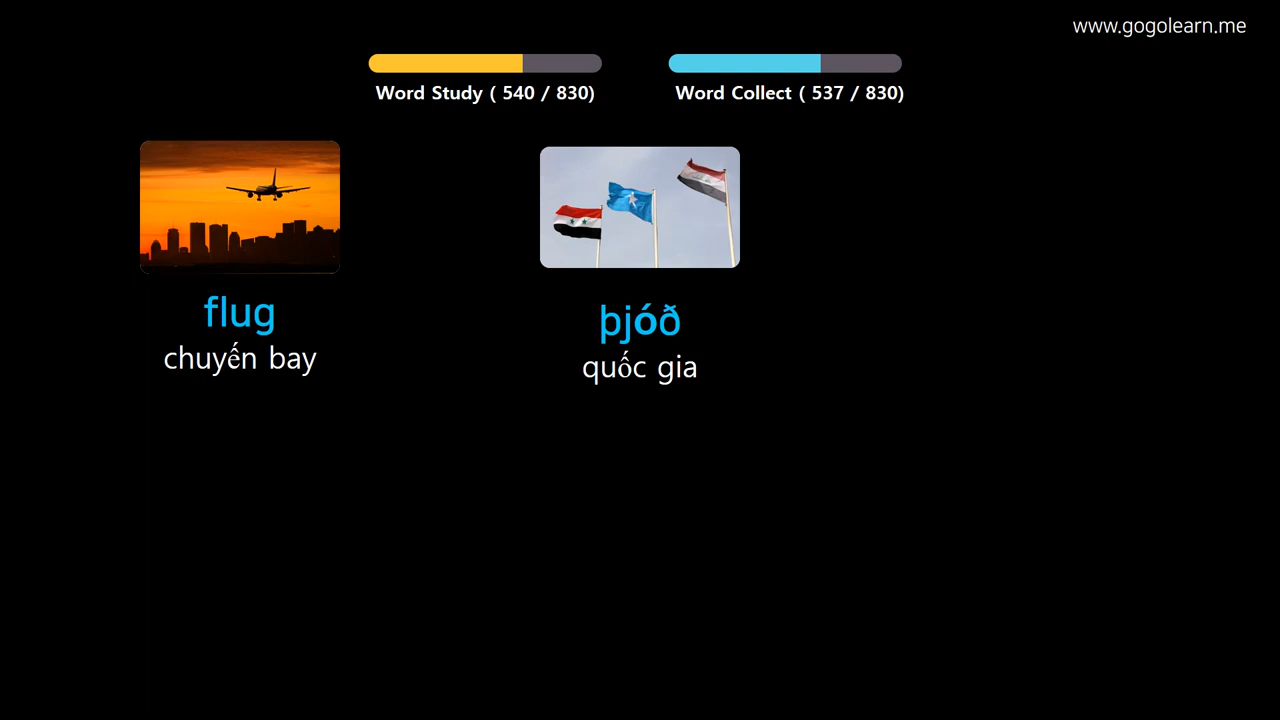 www.gogolearn.me
Word Study ( 540 / 830)
Word Collect ( 537 / 830)
flug
chuyến bay
þjóð
quốc gia